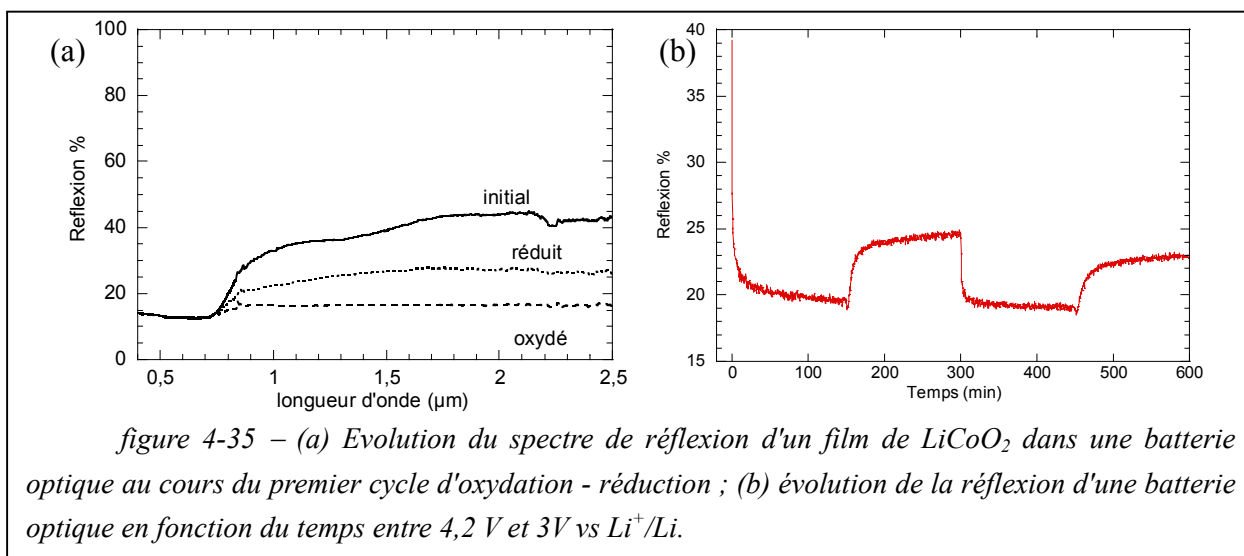 (a)
100
80
60
40
20
0
Reflexion %
initial
réduit
oxydé
0,5 1 1,5 2 2,5
longueur d'onde (µm)
(b)
40
35
30
25
20
15
Reflexion %
0 100 200 300 400 500 600
Temps (min)
figure 4-35 – (a) Evolution du spectre de réflexion d'un film de LiCoO₂ dans une batterie
optique au cours du premier cycle d'oxydation - réduction ; (b) évolution de la réflexion d'une batterie
optique en fonction du temps entre 4,2 V et 3V vs Li⁺/Li.